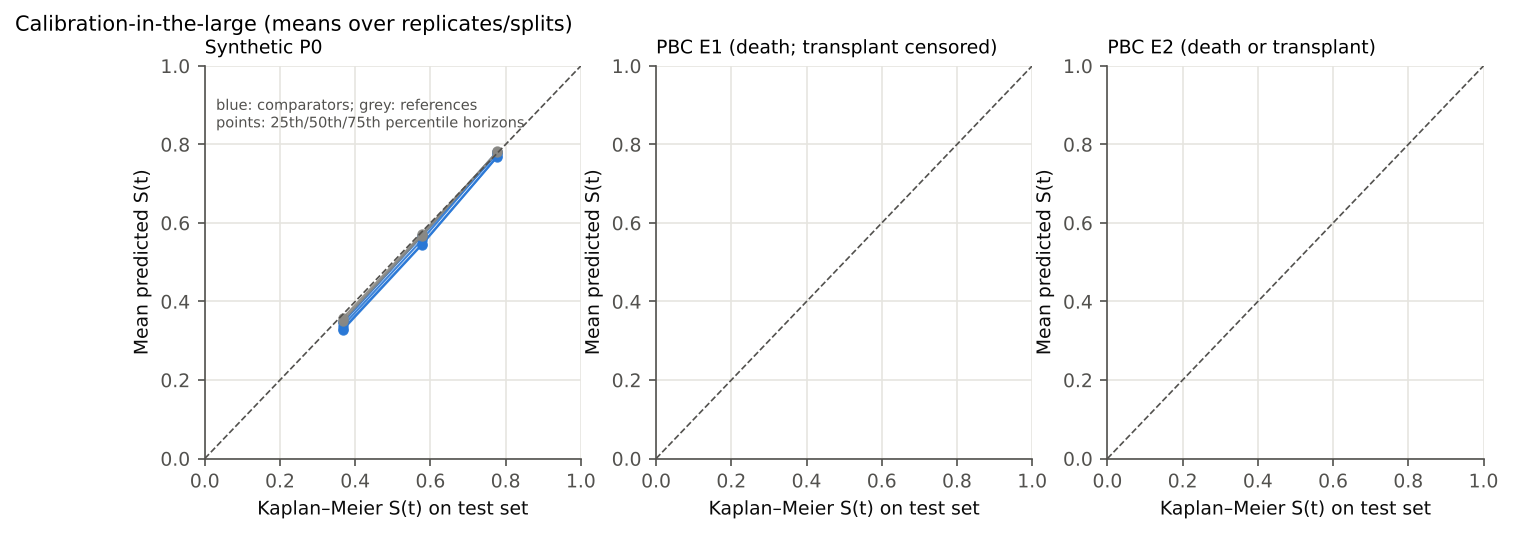 Calibration-in-the-large (means over replicates/splits)
Synthetic P0
1.0
0.8
0.6
0.4
0.2
0.0
Mean predicted S(t)
blue: comparators; grey: references
points: 25th/50th/75th percentile horizons
0.0 0.2 0.4 0.6 0.8 1.0
Kaplan–Meier S(t) on test set
PBC E1 (death; transplant censored)
1.0
0.8
0.6
0.4
0.2
0.0
Mean predicted S(t)
0.0 0.2 0.4 0.6 0.8 1.0
Kaplan–Meier S(t) on test set
PBC E2 (death or transplant)
1.0
0.8
0.6
0.4
0.2
0.0
Mean predicted S(t)
0.0 0.2 0.4 0.6 0.8 1.0
Kaplan–Meier S(t) on test set